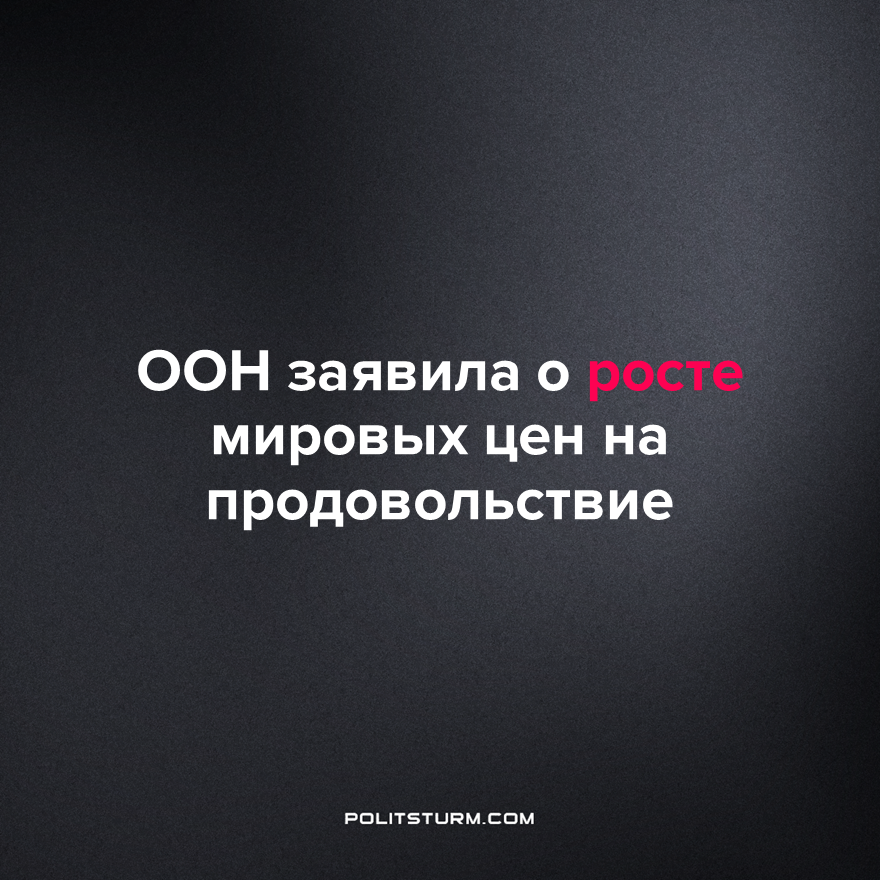 ООН заявила о росте
мировых цен на
продовольствие
POLITSTURM.COM